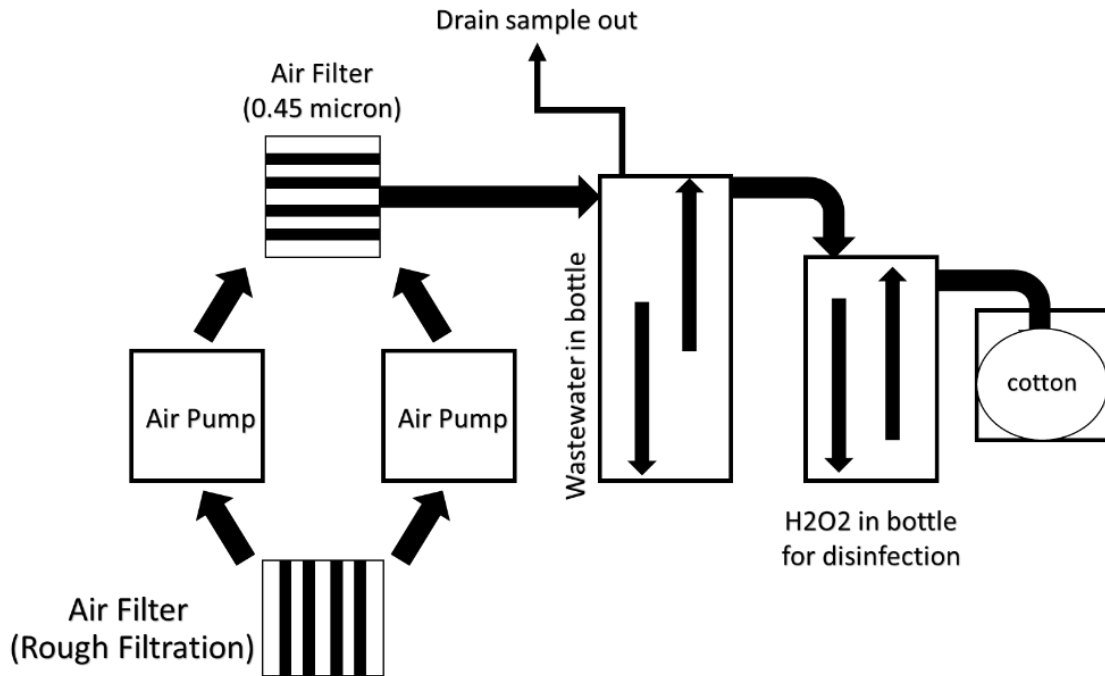 Drain sample out
Air Filter
(0.45 micron)
Wastewater in bottle
Air Pump
Air Pump
cotton
H2O2 in bottle
for disinfection
Air Filter
(Rough Filtration)